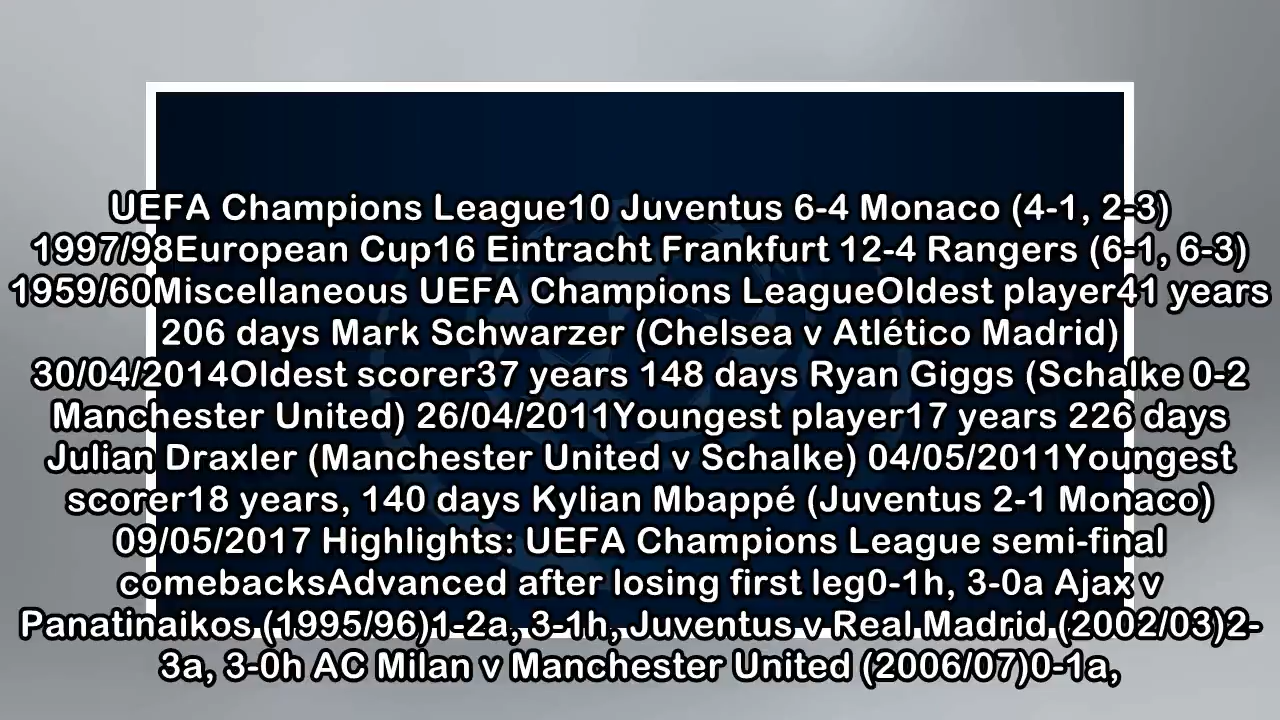 UEFA Champions League10 Juventus 6-4 Monaco (4-1, 2-3)
1997/98European Cup16 Eintracht Frankfurt 12-4 Rangers (6-1, 6-3)
1959/60Miscellaneous UEFA Champions LeagueOldest player41 years
206 days Mark Schwarzer (Chelsea v Atlético Madrid)
30/04/2014Oldest scorer37 years 148 days Ryan Giggs (Schalke 0-2
Manchester United) 26/04/2011Youngest player17 years 226 days
Julian Draxler (Manchester United v Schalke) 04/05/2011Youngest
scorer18 years, 140 days Kylian Mbappé (Juventus 2-1 Monaco)
09/05/2017 Highlights: UEFA Champions League semi-final
comebacksAdvanced after losing first leg0-1h, 3-0a Ajax v
Panatinaikos (1995/96)1-2a, 3-1h, Juventus v Real Madrid (2002/03)2-
3a, 3-0h AC Milan v Manchester United (2006/07)0-1a,